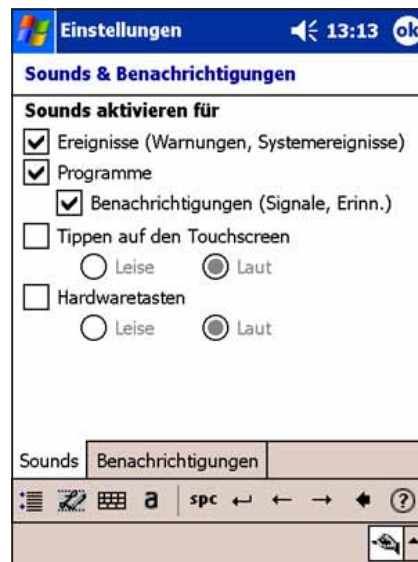 Einstellungen 13:13 ok
Sounds & Benachrichtigungen
Sounds aktivieren für
Ereignisse (Warnungen, Systemereignisse)
Programme
Benachrichtigungen (Signale, Erinn.)
Tippen auf den Touchscreen
Leise Laut
Hardwaretasten
Leise Laut
Sounds Benachrichtigungen
a spc ?